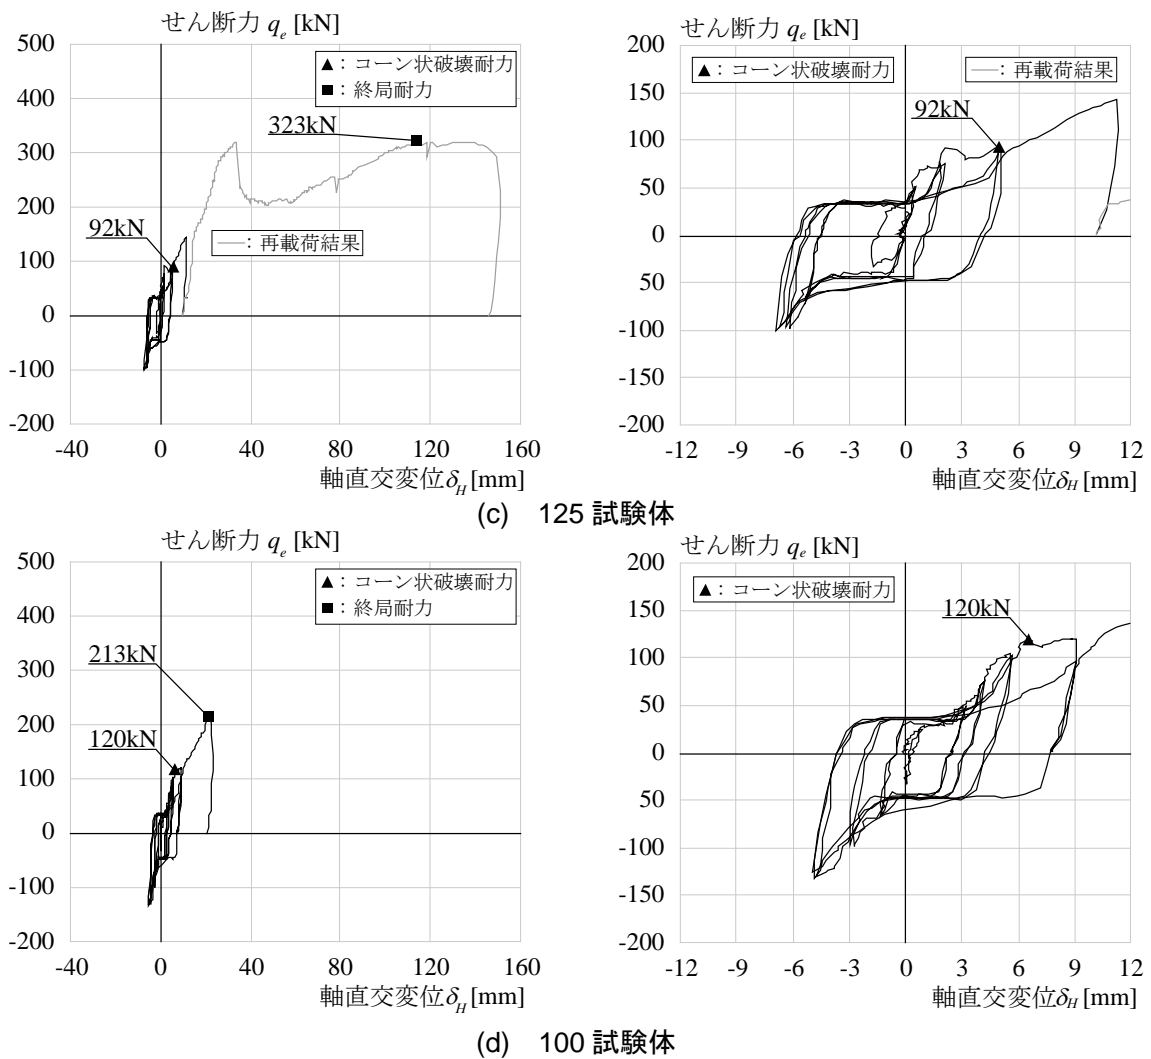 せん断力 qe [kN]
500
400
300
200
100
0
-100
-200
▲：コーン状破壊耐力
■：終局耐力
323kN
92kN
—：再載荷結果
-40 0 40 80 120 160
軸直交変位δH [mm]
せん断力 qe [kN]
200
150
100
50
0
-50
-100
-150
-200
▲：コーン状破壊耐力
—：再載荷結果
92kN
-12 -9 -6 -3 0 3 6 9 12
軸直交変位δH [mm]
(c) 125 試験体
せん断力 qe [kN]
500
400
300
200
100
0
-100
-200
▲：コーン状破壊耐力
■：終局耐力
213kN
120kN
-40 0 40 80 120 160
軸直交変位δH [mm]
せん断力 qe [kN]
200
150
100
50
0
-50
-100
-150
-200
▲：コーン状破壊耐力
120kN
-12 -9 -6 -3 0 3 6 9 12
軸直交変位δH [mm]
(d) 100 試験体